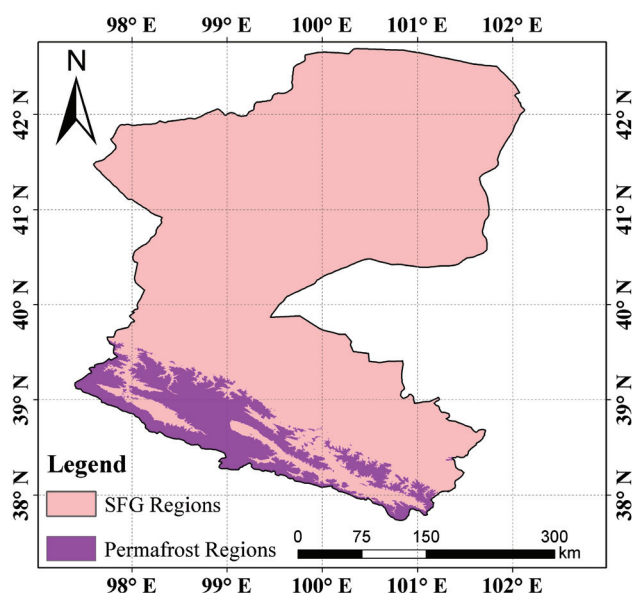 98° E 99° E 100° E 101° E 102° E
N
42° N 42° N
41° N 41° N
40° N 40° N
39° N 39° N
38° N 38° N
Legend
SFG Regions
Permafrost Regions
0 75 150 300
km
98° E 99° E 100° E 101° E 102° E